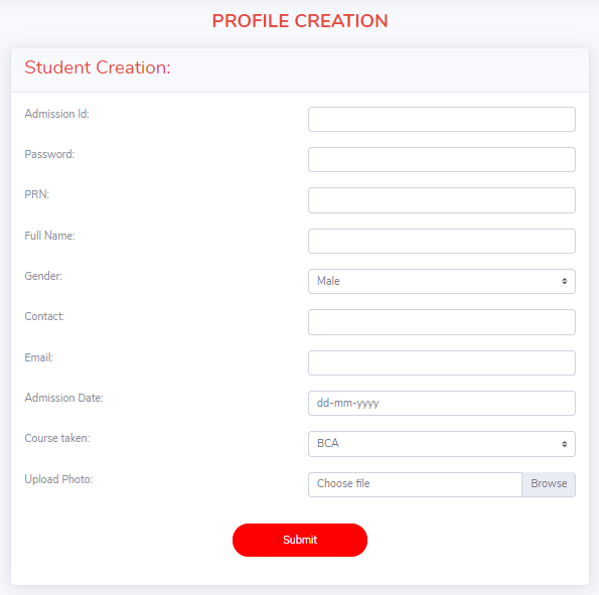 PROFILE CREATION
Student Creation:
Admission Id:
Password:
PRN:
Full Name:
Gender: Male
Contact:
Email:
Admission Date: dd-mm-yyyy
Course taken: BCA
Upload Photo: Choose file Browse
Submit